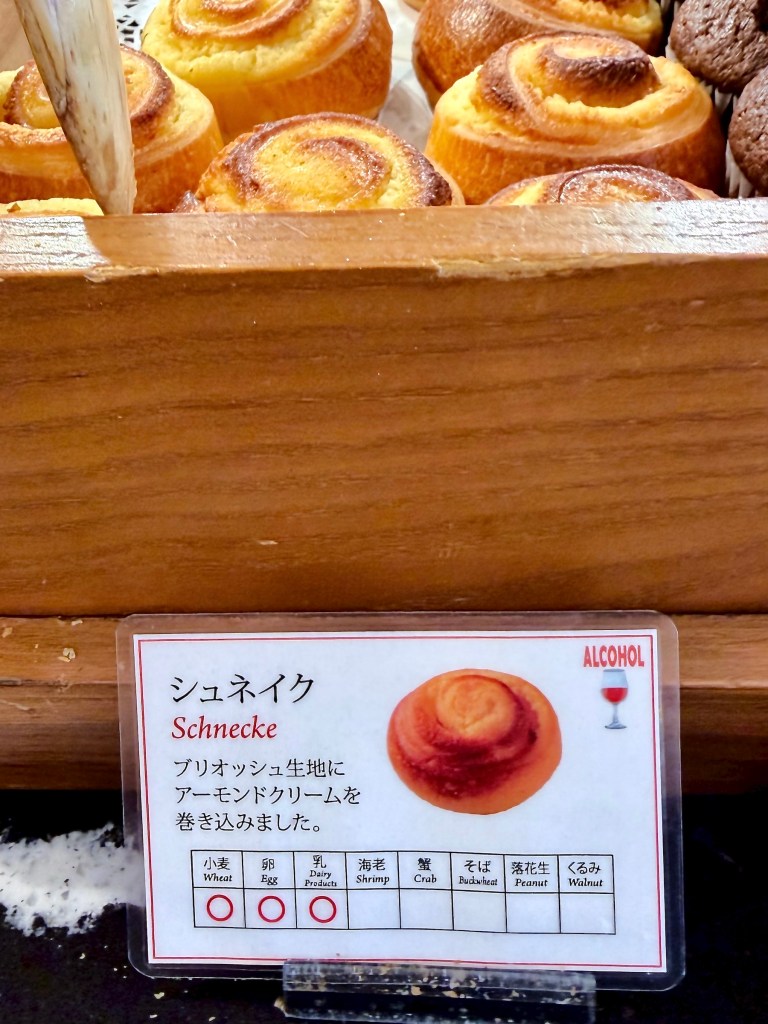 ALCOHOL
シュネイク
Schnecke
ブリオッシュ生地に
アーモンドクリームを
巻き込みました。
小麦 卵 乳 海老 蟹 そば 落花生 くるみ
Wheat Egg Dairy Products Shrimp Crab Buckwheat Peanut Walnut